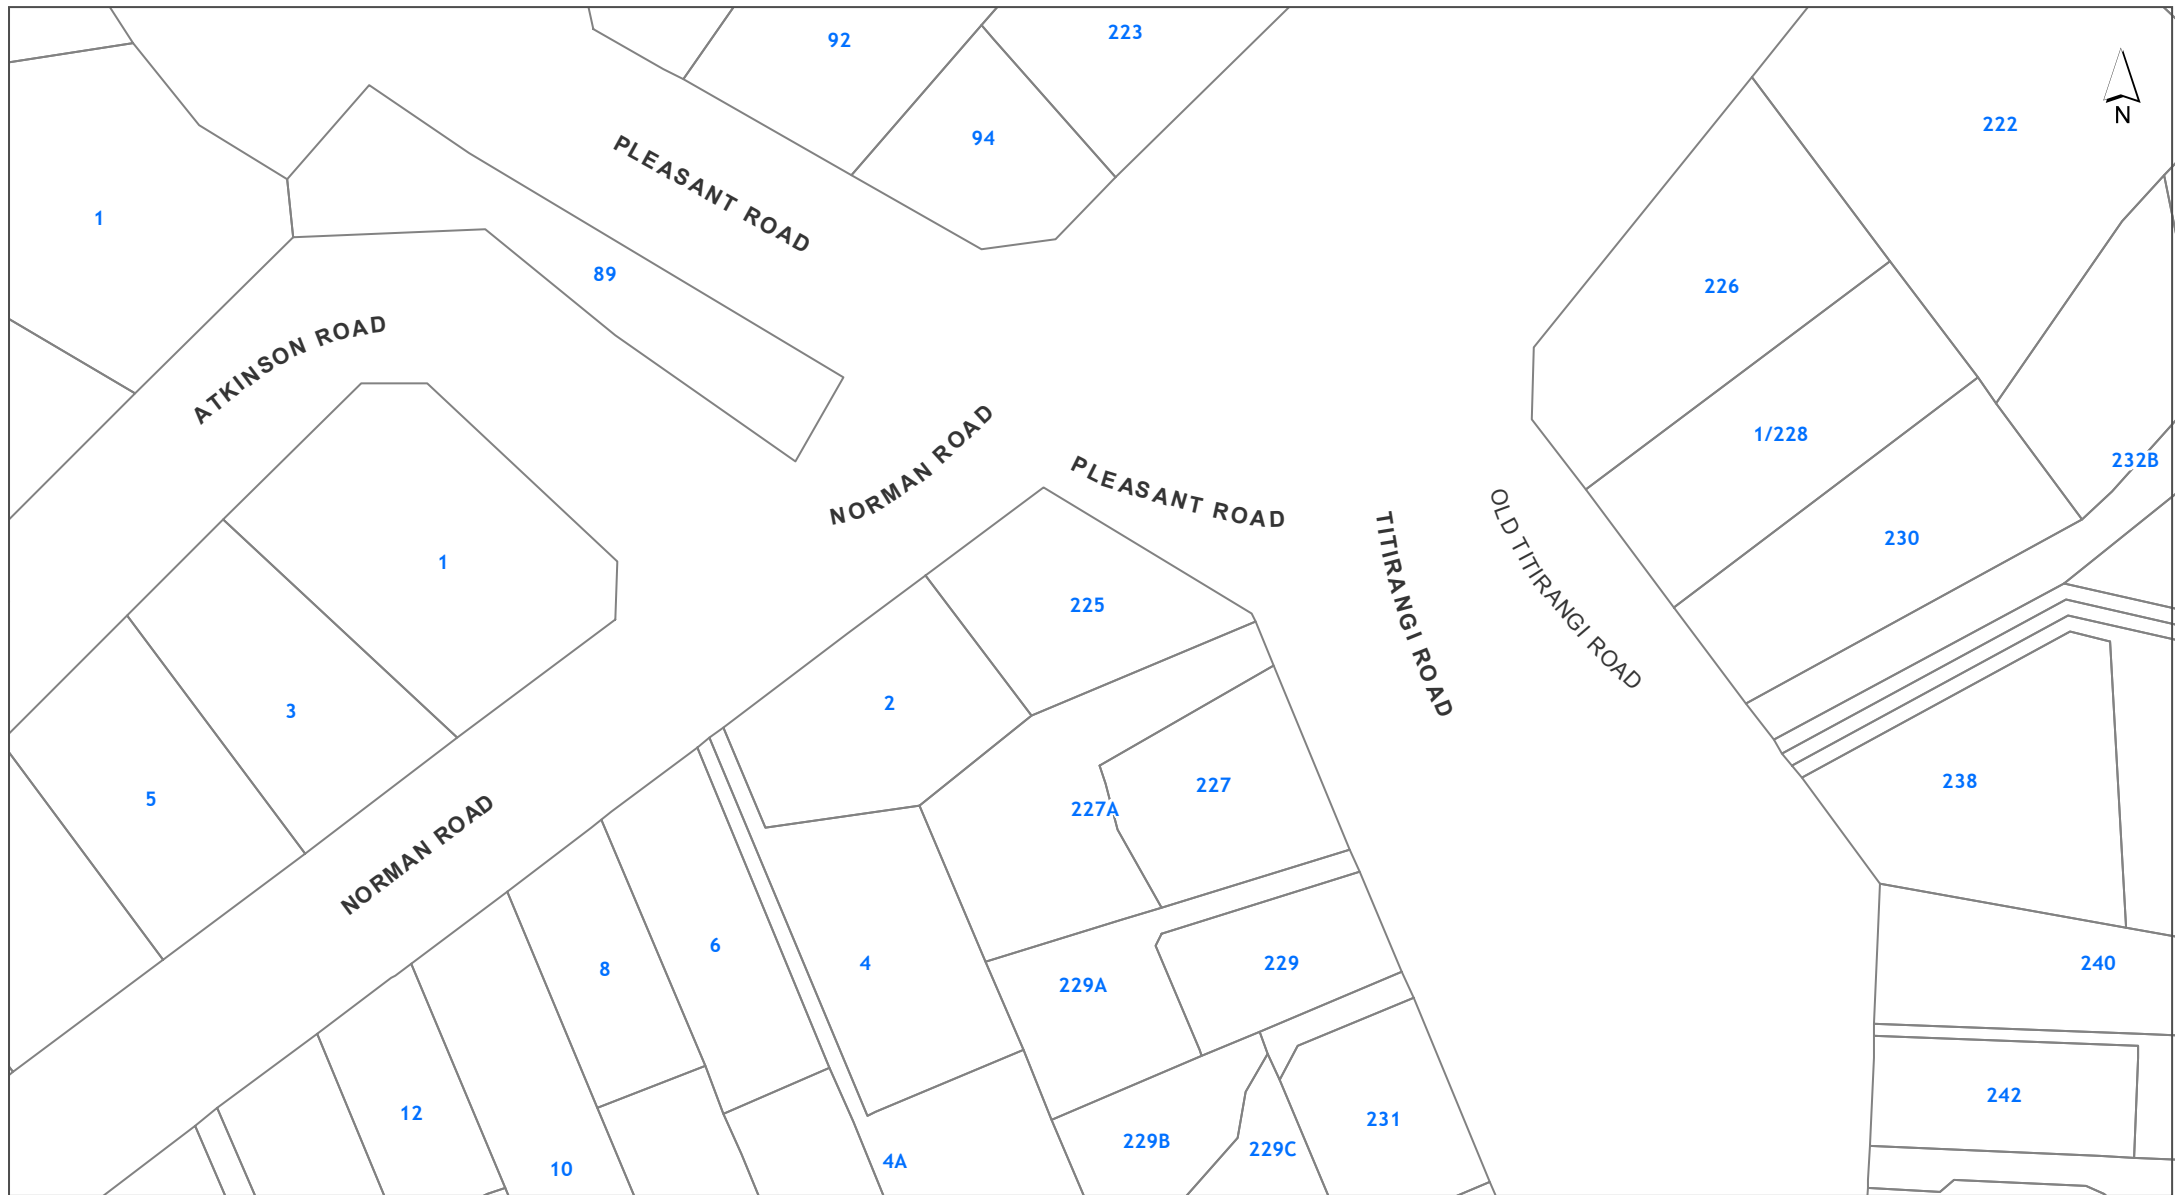 92
223
94
222
N
PLEASANT ROAD
1
89
226
ATKINSON ROAD
1/228
232B
NORMAN ROAD
PLEASANT ROAD
TITIRANGI ROAD
OLD TITIRANGI ROAD
230
1
225
3
2
5
227A
227
238
NORMAN ROAD
6
8
4
229A
229
240
12
10
4A
229B
229C
231
242